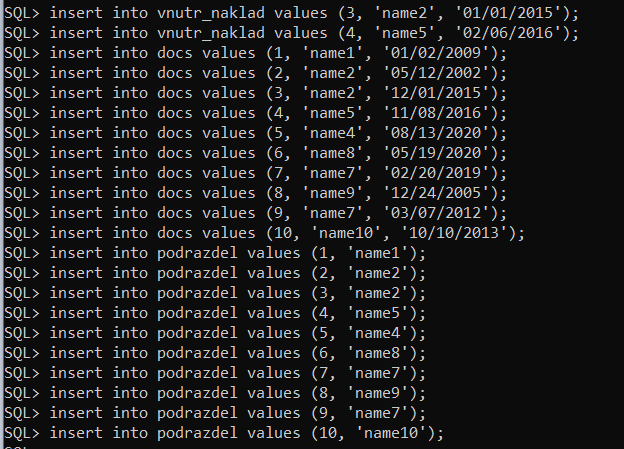 SQL> insert into vnutr_naklad values (3, 'name2', '01/01/2015');
SQL> insert into vnutr_naklad values (4, 'name5', '02/06/2016');
SQL> insert into docs values (1, 'name1', '01/02/2009');
SQL> insert into docs values (2, 'name2', '05/12/2002');
SQL> insert into docs values (3, 'name2', '12/01/2015');
SQL> insert into docs values (4, 'name5', '11/08/2016');
SQL> insert into docs values (5, 'name4', '08/13/2020');
SQL> insert into docs values (6, 'name8', '05/19/2020');
SQL> insert into docs values (7, 'name7', '02/20/2019');
SQL> insert into docs values (8, 'name9', '12/24/2005');
SQL> insert into docs values (9, 'name7', '03/07/2012');
SQL> insert into docs values (10, 'name10', '10/10/2013');
SQL> insert into podrazdel values (1, 'name1');
SQL> insert into podrazdel values (2, 'name2');
SQL> insert into podrazdel values (3, 'name2');
SQL> insert into podrazdel values (4, 'name5');
SQL> insert into podrazdel values (5, 'name4');
SQL> insert into podrazdel values (6, 'name8');
SQL> insert into podrazdel values (7, 'name7');
SQL> insert into podrazdel values (8, 'name9');
SQL> insert into podrazdel values (9, 'name7');
SQL> insert into podrazdel values (10, 'name10');